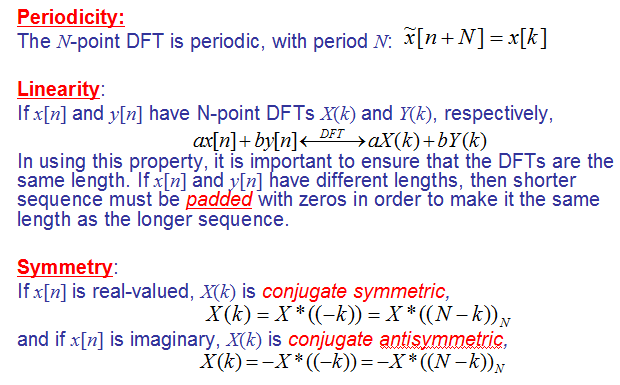 Periodicity:
The N-point DFT is periodic, with period N: x̃[n+N] = x[k]
Linearity:
If x[n] and y[n] have N-point DFTs X(k) and Y(k), respectively,
ax[n]+by[n] ←DFT→ aX(k)+bY(k)
In using this property, it is important to ensure that the DFTs are the
same length. If x[n] and y[n] have different lengths, then shorter
sequence must be padded with zeros in order to make it the same
length as the longer sequence.
Symmetry:
If x[n] is real-valued, X(k) is conjugate symmetric,
X(k) = X*((−k)) = X*((N−k))_N
and if x[n] is imaginary, X(k) is conjugate antisymmetric,
X(k) = −X*((−k)) = −X*((N−k))_N